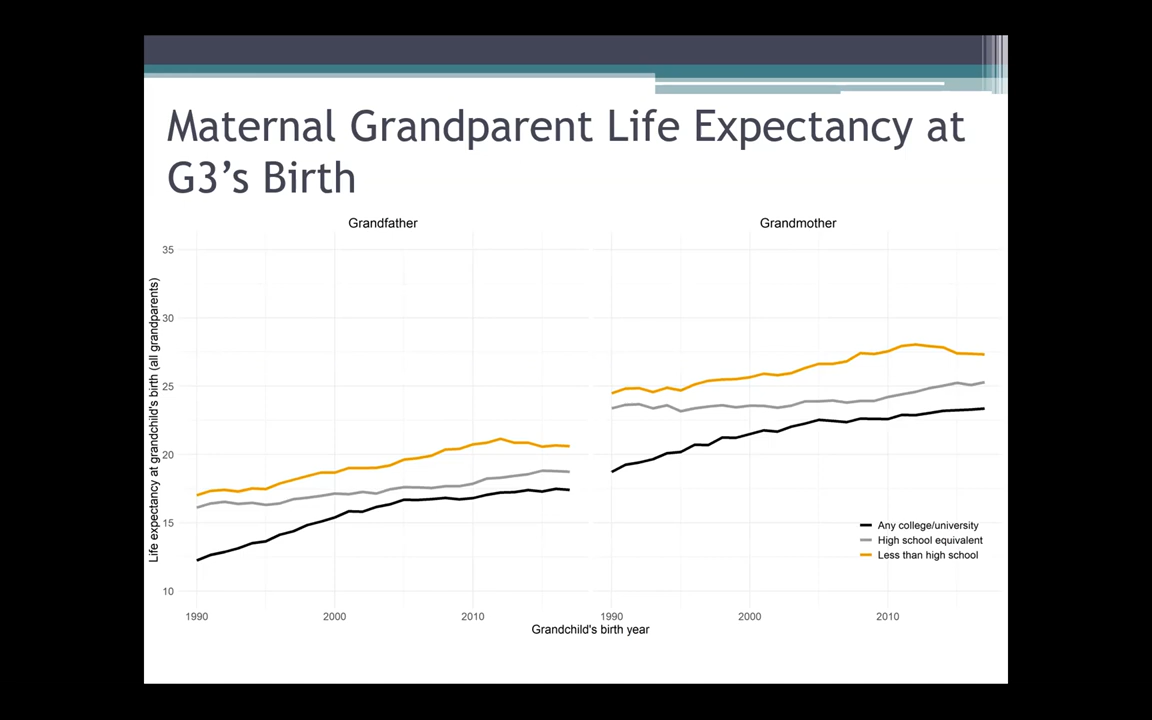 Maternal Grandparent Life Expectancy at
G3's Birth
Grandfather
Grandmother
Life expectancy at grandchild's birth (all grandparents)
35
30
25
20
15
10
Any college/university
High school equivalent
Less than high school
1990
2000
2010
1990
2000
2010
Grandchild's birth year